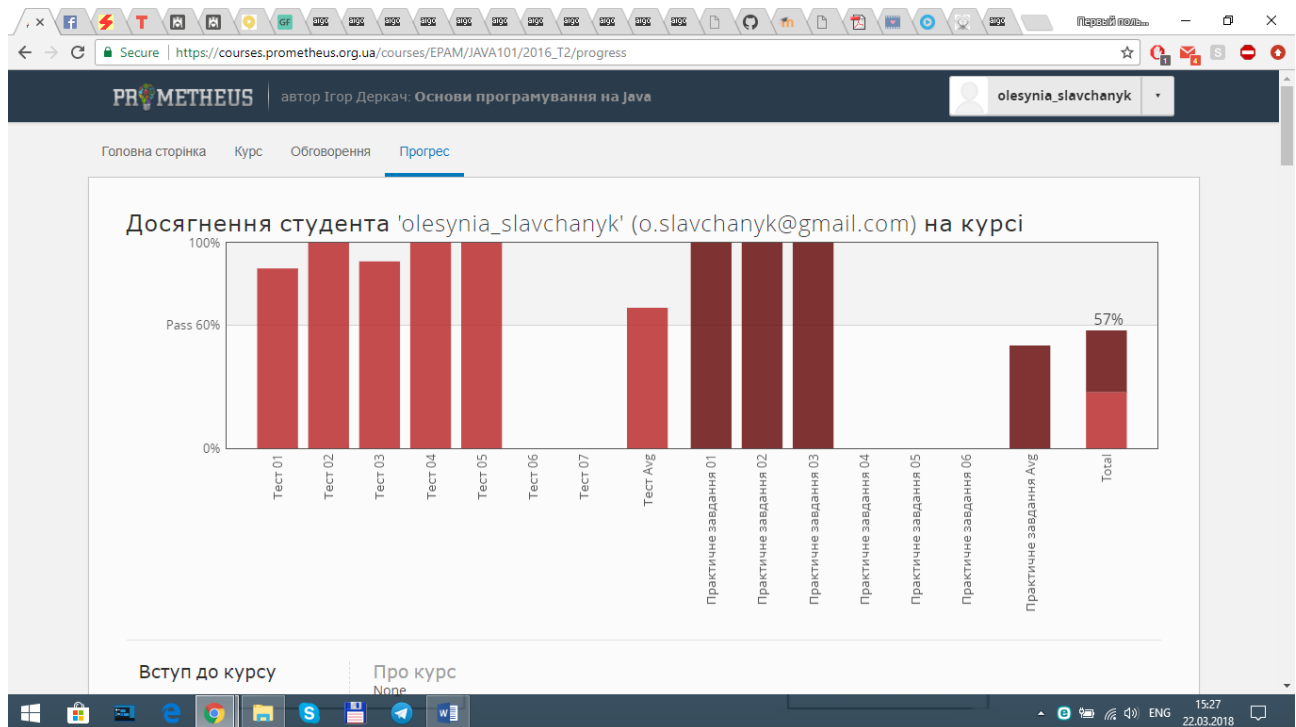 Первый поль...
Secure | https://courses.prometheus.org.ua/courses/EPAM/JAVA101/2016_T2/progress
PROMETHEUS автор Ігор Деркач: Основи програмування на Java olesynia_slavchanyk
Головна сторінка Курс Обговорення Прогрес
Досягнення студента 'olesynia_slavchanyk' (o.slavchanyk@gmail.com) на курсі
100%
Pass 60%
0%
57%
Тест 01
Тест 02
Тест 03
Тест 04
Тест 05
Тест 06
Тест 07
Тест Avg
Практичне завдання 01
Практичне завдання 02
Практичне завдання 03
Практичне завдання 04
Практичне завдання 05
Практичне завдання 06
Практичне завдання Avg
Total
Вступ до курсу
Про курс
None
ENG
15:27
22.03.2018